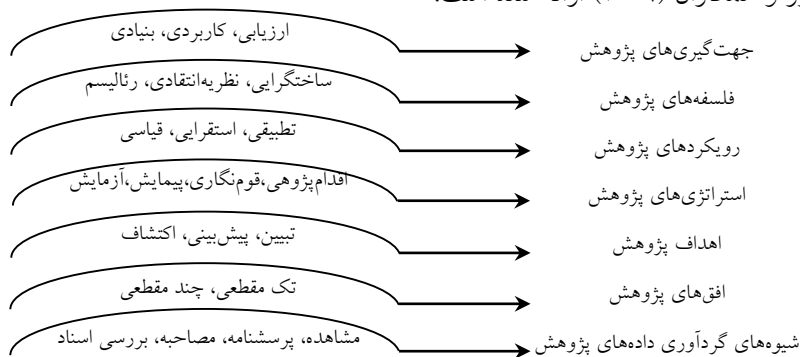 ارزیابی، کاربردی، بنیادی
جهت‌گیری‌های پژوهش
ساختگرایی، نظریه‌انتقادی، رئالیسم
فلسفه‌های پژوهش
تطبیقی، استقرایی، قیاسی
رویکردهای پژوهش
اقدام‌پژوهی،قوم‌نگاری،پیمایش،آزمایش
استراتژی‌های پژوهش
تبیین، پیش‌بینی، اکتشاف
اهداف پژوهش
تک مقطعی، چند مقطعی
افق‌های پژوهش
مشاهده، پرسشنامه، مصاحبه، بررسی اسناد
شیوه‌های گردآوری داده‌های پژوهش